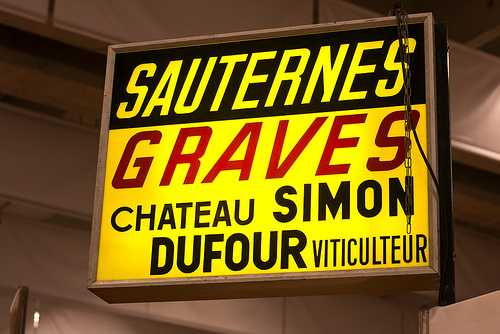 SAUTERNES
GRAVES
CHATEAU SIMON
DUFOUR VITICULTEUR